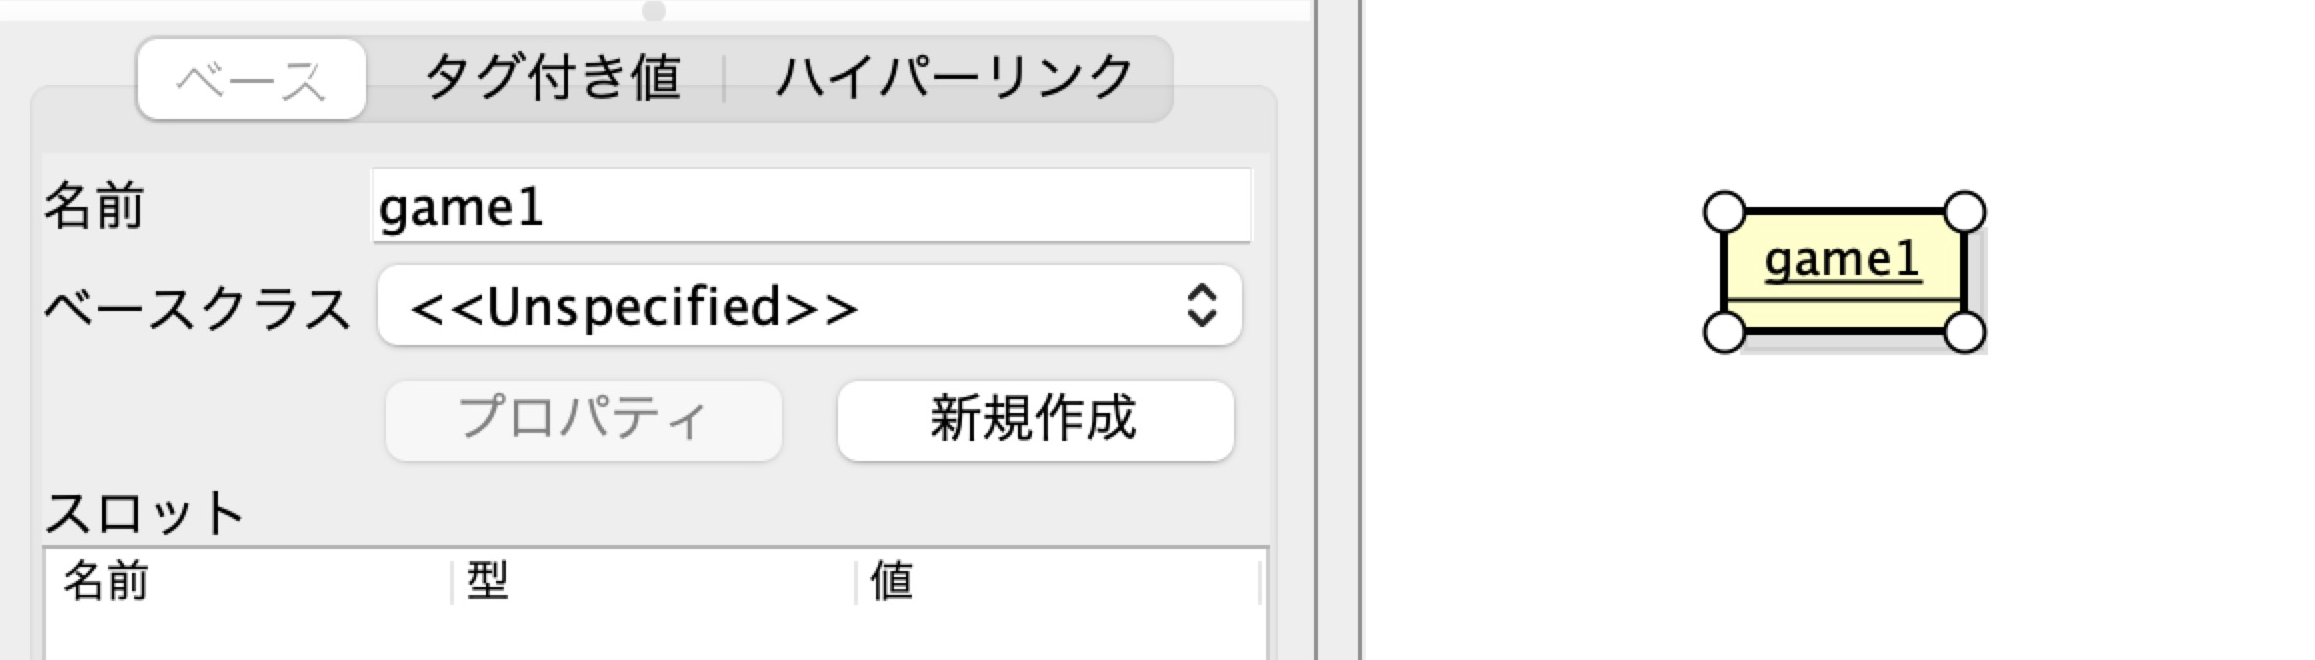 ベース タグ付き値 ハイパーリンク
名前 game1
ベースクラス <<Unspecified>>
プロパティ 新規作成
スロット
名前 型 値
game1